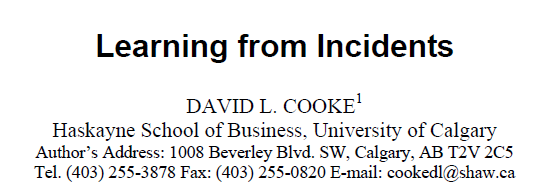 Learning from Incidents
DAVID L. COOKE1
Haskayne School of Business, University of Calgary
Author's Address: 1008 Beverley Blvd. SW, Calgary, AB T2V 2C5
Tel. (403) 255-3878 Fax: (403) 255-0820 E-mail: cookedl@shaw.ca